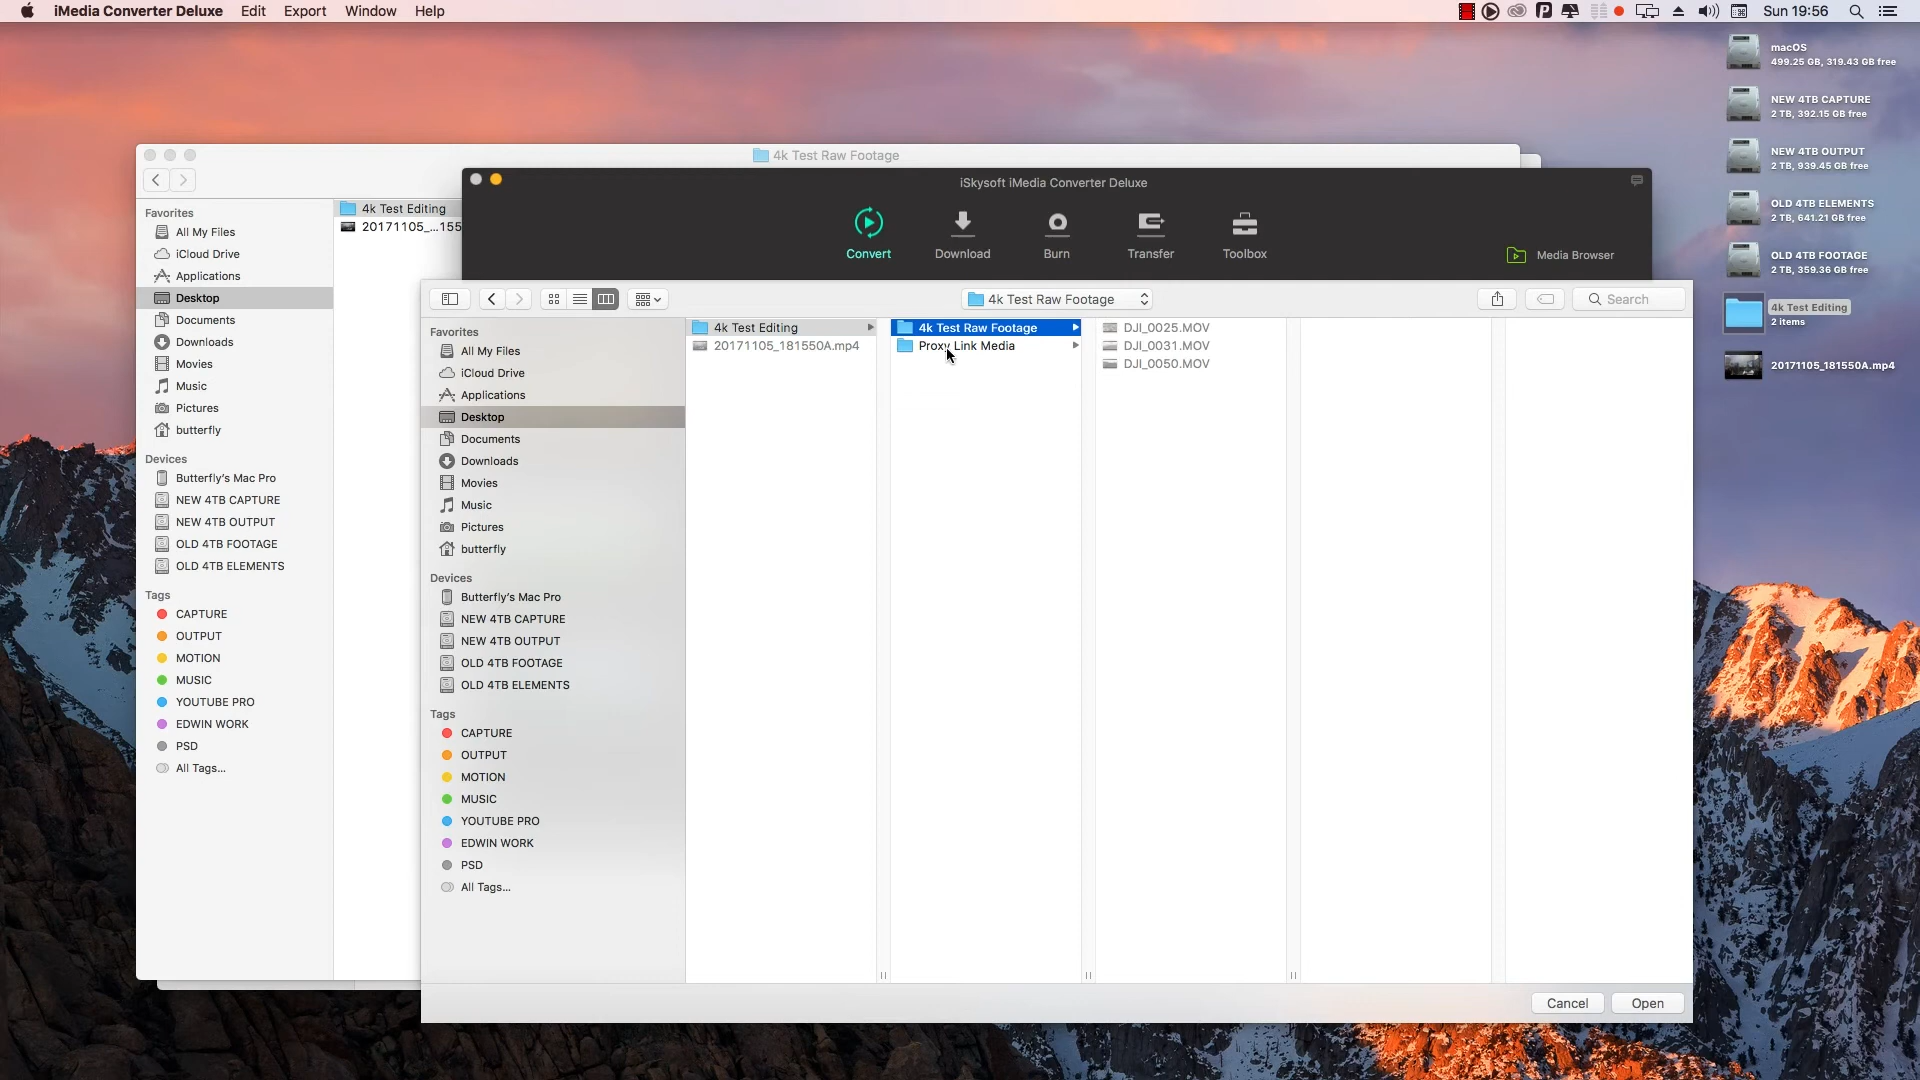 iMedia Converter Deluxe Edit Export Window Help
Sun 19:56
macOS
499.25 GB, 319.43 GB free
NEW 4TB CAPTURE
2 TB, 392.15 GB free
NEW 4TB OUTPUT
2 TB, 939.45 GB free
OLD 4TB ELEMENTS
2 TB, 641.21 GB free
OLD 4TB FOOTAGE
2 TB, 359.36 GB free
4k Test Editing
2 items
20171105_181550A.mp4
4k Test Raw Footage
Favorites
All My Files
iCloud Drive
Applications
Desktop
Documents
Downloads
Movies
Music
Pictures
butterfly
Devices
Butterfly's Mac Pro
NEW 4TB CAPTURE
NEW 4TB OUTPUT
OLD 4TB FOOTAGE
OLD 4TB ELEMENTS
Tags
CAPTURE
OUTPUT
MOTION
MUSIC
YOUTUBE PRO
EDWIN WORK
PSD
All Tags...
4k Test Editing
20171105_...155
iSkysoft iMedia Converter Deluxe
Convert
Download
Burn
Transfer
Toolbox
Media Browser
4k Test Raw Footage
Search
Favorites
All My Files
iCloud Drive
Applications
Desktop
Documents
Downloads
Movies
Music
Pictures
butterfly
Devices
Butterfly's Mac Pro
NEW 4TB CAPTURE
NEW 4TB OUTPUT
OLD 4TB FOOTAGE
OLD 4TB ELEMENTS
Tags
CAPTURE
OUTPUT
MOTION
MUSIC
YOUTUBE PRO
EDWIN WORK
PSD
All Tags...
4k Test Editing
20171105_181550A.mp4
4k Test Raw Footage
Proxy Link Media
DJI_0025.MOV
DJI_0031.MOV
DJI_0050.MOV
Cancel
Open